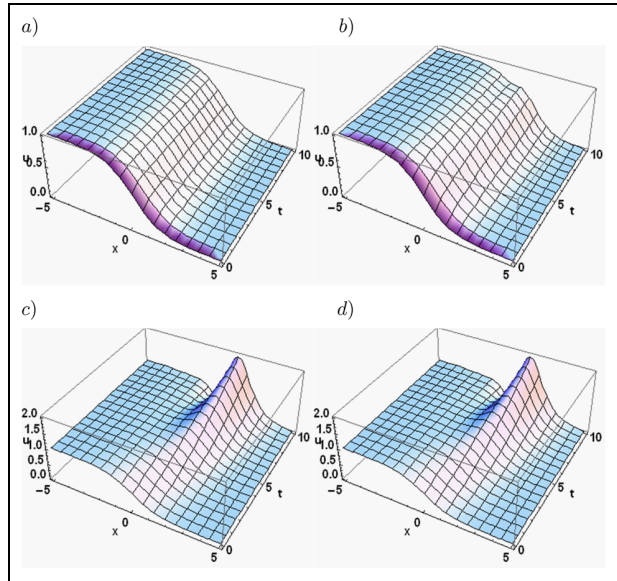 a) b)
1.0 1.0
u 0.5 u 0.5
0.0 0.0
-5 0 5 x -5 0 5 x
0 5 10 t 0 5 10 t
c) d)
2.0 2.0
1.5 1.5
u 1.0 u 1.0
0.5 0.5
0.0 0.0
-5 0 5 x -5 0 5 x
0 5 10 t 0 5 10 t